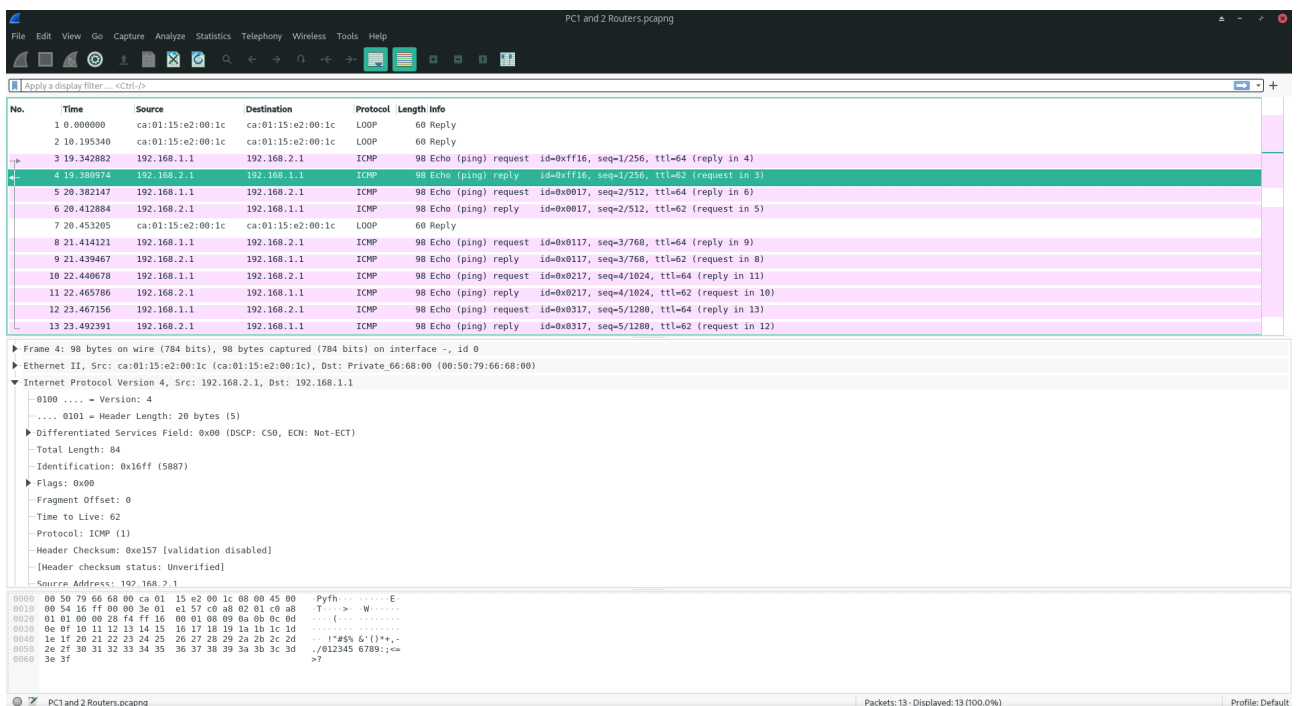 PC1 and 2 Routers.pcapng
File Edit View Go Capture Analyze Statistics Telephony Wireless Tools Help
Apply a display filter ... <Ctrl-/>
No. Time Source Destination Protocol Length Info
1 0.000000 ca:01:15:e2:00:1c ca:01:15:e2:00:1c LOOP 60 Reply
2 10.195340 ca:01:15:e2:00:1c ca:01:15:e2:00:1c LOOP 60 Reply
3 19.342882 192.168.1.1 192.168.2.1 ICMP 98 Echo (ping) request id=0xff16, seq=1/256, ttl=64 (reply in 4)
4 19.380974 192.168.2.1 192.168.1.1 ICMP 98 Echo (ping) reply id=0xff16, seq=1/256, ttl=62 (request in 3)
5 20.382147 192.168.1.1 192.168.2.1 ICMP 98 Echo (ping) request id=0x0017, seq=2/512, ttl=64 (reply in 6)
6 20.412884 192.168.2.1 192.168.1.1 ICMP 98 Echo (ping) reply id=0x0017, seq=2/512, ttl=62 (request in 5)
7 20.453205 ca:01:15:e2:00:1c ca:01:15:e2:00:1c LOOP 60 Reply
8 21.414121 192.168.1.1 192.168.2.1 ICMP 98 Echo (ping) request id=0x0117, seq=3/768, ttl=64 (reply in 9)
9 21.439467 192.168.2.1 192.168.1.1 ICMP 98 Echo (ping) reply id=0x0117, seq=3/768, ttl=62 (request in 8)
10 22.440678 192.168.1.1 192.168.2.1 ICMP 98 Echo (ping) request id=0x0217, seq=4/1024, ttl=64 (reply in 11)
11 22.465786 192.168.2.1 192.168.1.1 ICMP 98 Echo (ping) reply id=0x0217, seq=4/1024, ttl=62 (request in 10)
12 23.467156 192.168.1.1 192.168.2.1 ICMP 98 Echo (ping) request id=0x0317, seq=5/1280, ttl=64 (reply in 13)
13 23.492391 192.168.2.1 192.168.1.1 ICMP 98 Echo (ping) reply id=0x0317, seq=5/1280, ttl=62 (request in 12)
Frame 4: 98 bytes on wire (784 bits), 98 bytes captured (784 bits) on interface -, id 0
Ethernet II, Src: ca:01:15:e2:00:1c (ca:01:15:e2:00:1c), Dst: Private_66:68:00 (00:50:79:66:68:00)
Internet Protocol Version 4, Src: 192.168.2.1, Dst: 192.168.1.1
0100 .... = Version: 4
.... 0101 = Header Length: 20 bytes (5)
Differentiated Services Field: 0x00 (DSCP: CS0, ECN: Not-ECT)
Total Length: 84
Identification: 0x16ff (5887)
Flags: 0x00
Fragment Offset: 0
Time to Live: 62
Protocol: ICMP (1)
Header Checksum: 0xe157 [validation disabled]
[Header checksum status: Unverified]
Source Address: 192.168.2.1
0000 00 50 79 66 68 00 ca 01 15 e2 00 1c 08 00 45 00 ·Pyfh··· ······E·
0010 00 54 16 ff 00 00 3e 01 e1 57 c0 a8 02 01 c0 a8 ·T····>· ·W······
0020 01 01 00 00 28 f4 ff 16 00 01 08 09 0a 0b 0c 0d ····(··· ········
0030 0e 0f 10 11 12 13 14 15 16 17 18 19 1a 1b 1c 1d ········ ········
0040 1e 1f 20 21 22 23 24 25 26 27 28 29 2a 2b 2c 2d ·· !"#$% &'()*+,-
0050 2e 2f 30 31 32 33 34 35 36 37 38 39 3a 3b 3c 3d ./012345 6789:;<=
0060 3e 3f >?
PC1 and 2 Routers.pcapng Packets: 13 · Displayed: 13 (100.0%) Profile: Default